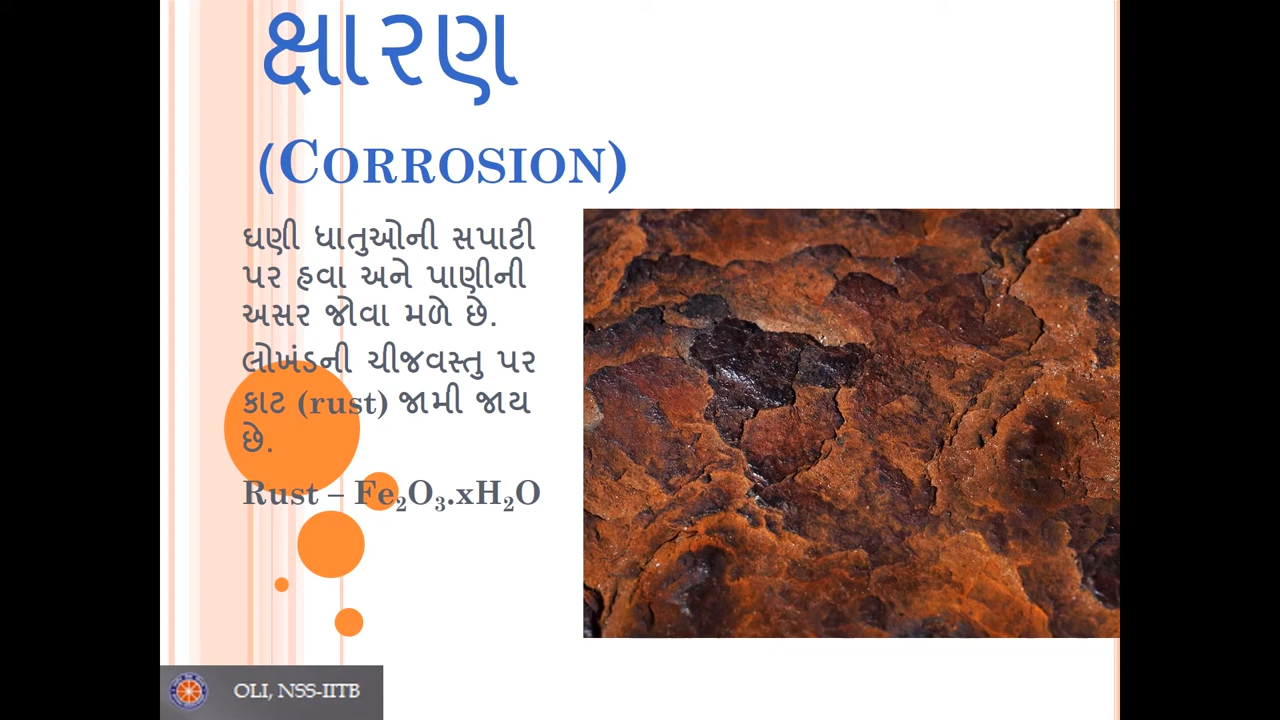 ક્ષારણ
(CORROSION)
ઘણી ધાતુઓની સપાટી
પર હવા અને પાણીની
અસર જોવા મળે છે.
લોખંડની ચીજવસ્તુ પર
કાટ (rust) જામી જાય
છે.
Rust – Fe₂O₃.xH₂O
OLI, NSS-IITB